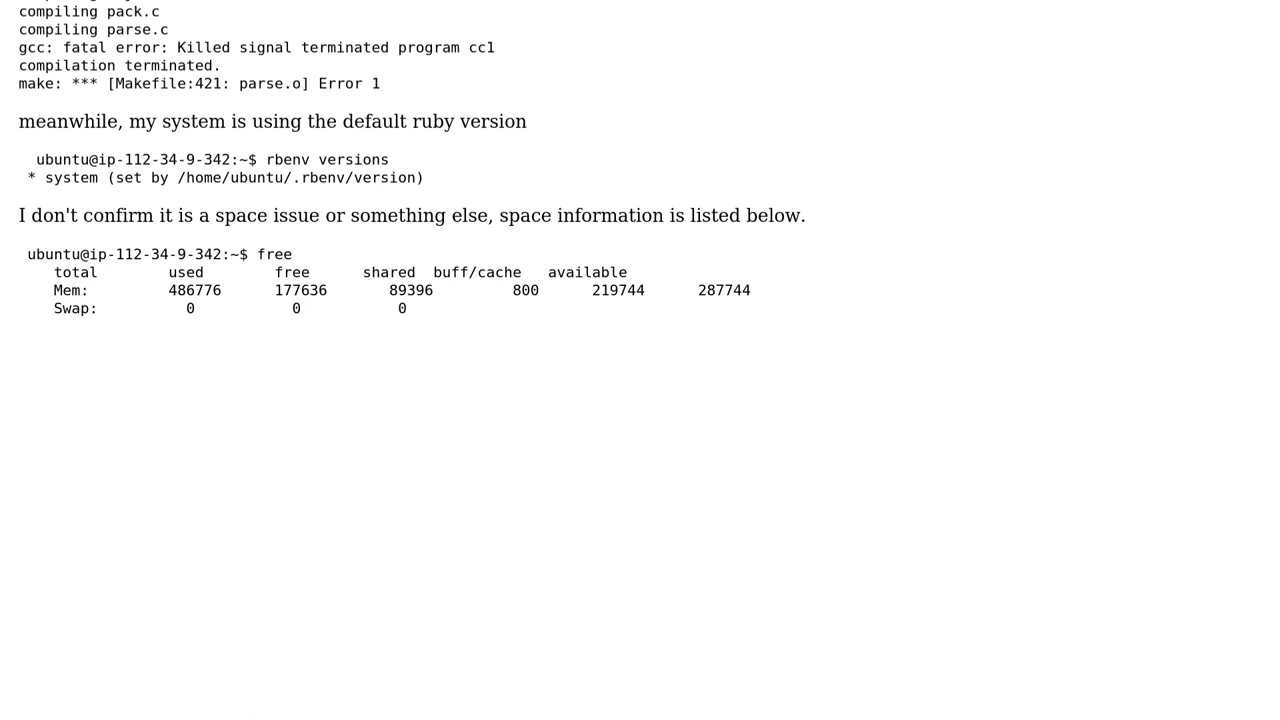 compiling pack.c
compiling parse.c
gcc: fatal error: Killed signal terminated program cc1
compilation terminated.
make: *** [Makefile:421: parse.o] Error 1
meanwhile, my system is using the default ruby version
ubuntu@ip-112-34-9-342:~$ rbenv versions
* system (set by /home/ubuntu/.rbenv/version)
I don't confirm it is a space issue or something else, space information is listed below.
ubuntu@ip-112-34-9-342:~$ free
total used free shared buff/cache available
Mem: 486776 177636 89396 800 219744 287744
Swap: 0 0 0